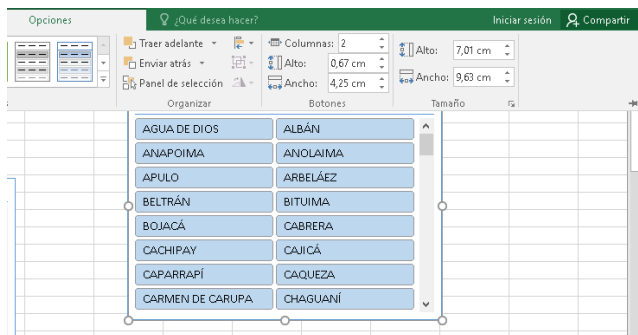 Opciones ¿Qué desea hacer? Iniciar sesión Compartir
Traer adelante Columnas: 2 Alto: 7,01 cm
Enviar atrás Alto: 0,67 cm Ancho: 9,63 cm
Panel de selección Ancho: 4,25 cm
Organizar Botones Tamaño
AGUA DE DIOS ALBÁN
ANAPOIMA ANOLAIMA
APULO ARBELÁEZ
BELTRÁN BITUIMA
BOJACÁ CABRERA
CACHIPAY CAJICÁ
CAPARRAPÍ CAQUEZA
CARMEN DE CARUPA CHAGUANÍ